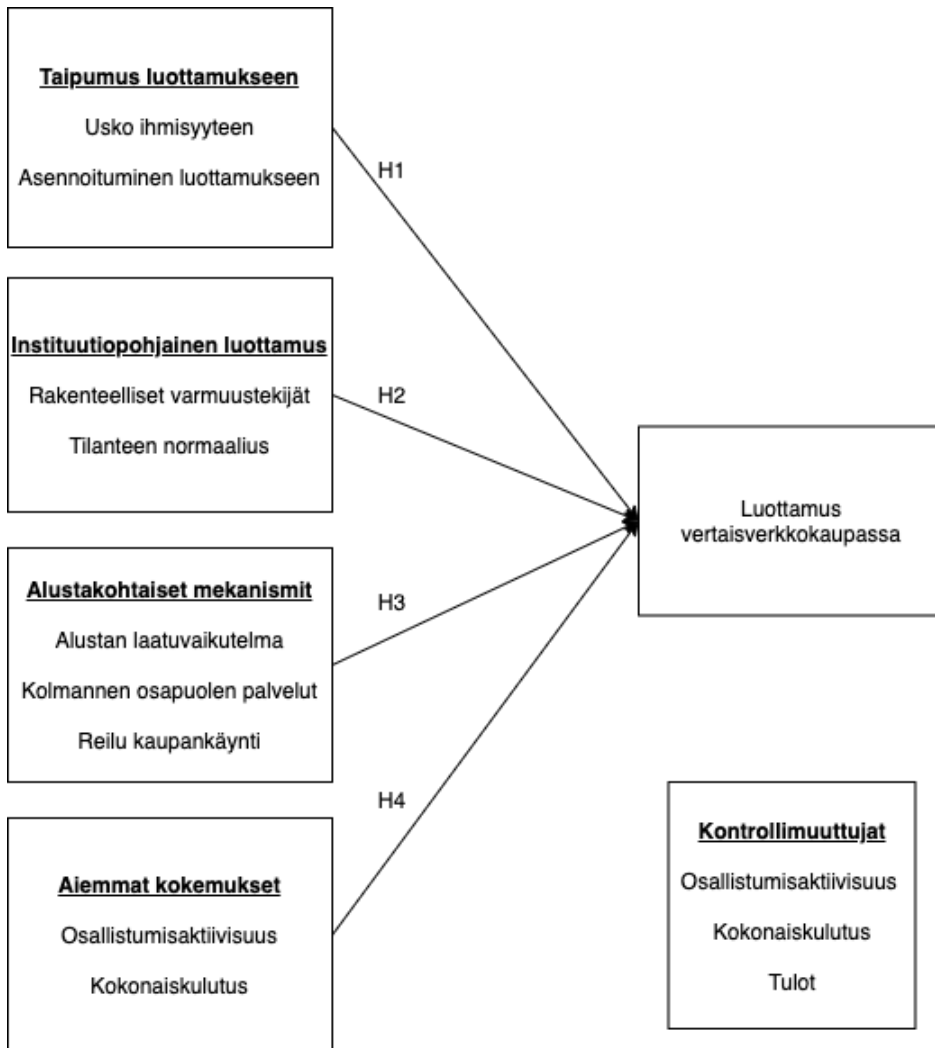 Taipumus luottamukseen
Usko ihmisyyteen
Asennoituminen luottamukseen
H1
Instituutiopohjainen luottamus
Rakenteelliset varmuustekijät
Tilanteen normaalius
H2
Luottamus
vertaisverkkokaupassa
Alustakohtaiset mekanismit
Alustan laatuvaikutelma
Kolmannen osapuolen palvelut
Reilu kaupankäynti
H3
H4
Aiemmat kokemukset
Osallistumisaktiivisuus
Kokonaiskulutus
Kontrollimuuttujat
Osallistumisaktiivisuus
Kokonaiskulutus
Tulot